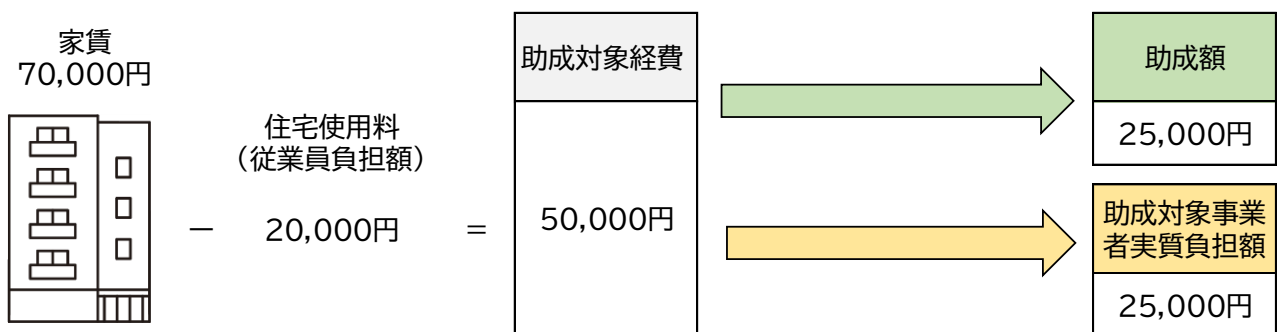 家賃
70,000円
住宅使用料
（従業員負担額）
－ 20,000円 ＝
助成対象経費
50,000円
助成額
25,000円
助成対象事業
者実質負担額
25,000円